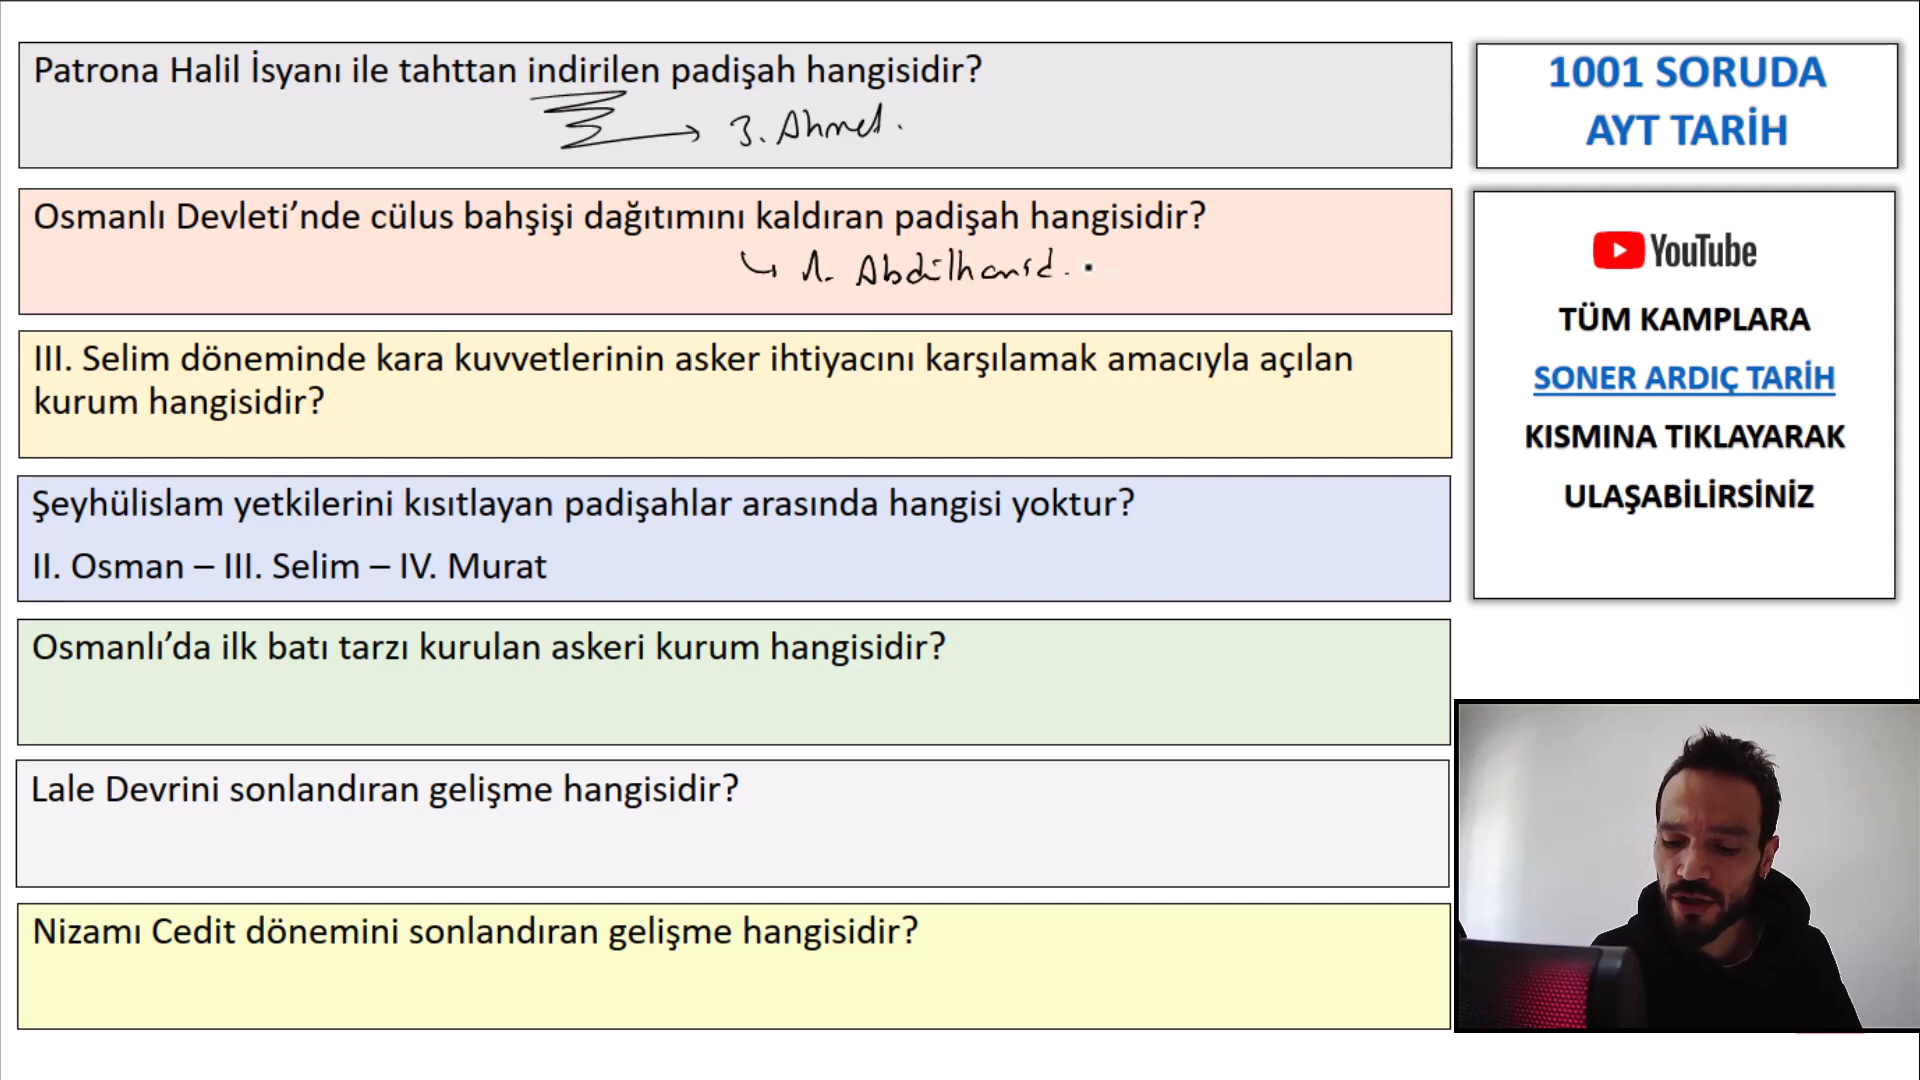 Patrona Halil İsyanı ile tahttan indirilen padişah hangisidir?
3. Ahmed.
Osmanlı Devleti’nde cülus bahşişi dağıtımını kaldıran padişah hangisidir?
1. Abdülhamid.
III. Selim döneminde kara kuvvetlerinin asker ihtiyacını karşılamak amacıyla açılan
kurum hangisidir?
Şeyhülislam yetkilerini kısıtlayan padişahlar arasında hangisi yoktur?
II. Osman – III. Selim – IV. Murat
Osmanlı’da ilk batı tarzı kurulan askeri kurum hangisidir?
Lale Devrini sonlandıran gelişme hangisidir?
Nizamı Cedit dönemini sonlandıran gelişme hangisidir?
1001 SORUDA
AYT TARİH
YouTube
TÜM KAMPLARA
SONER ARDIÇ TARİH
KISMINA TIKLAYARAK
ULAŞABİLİRSİNİZ